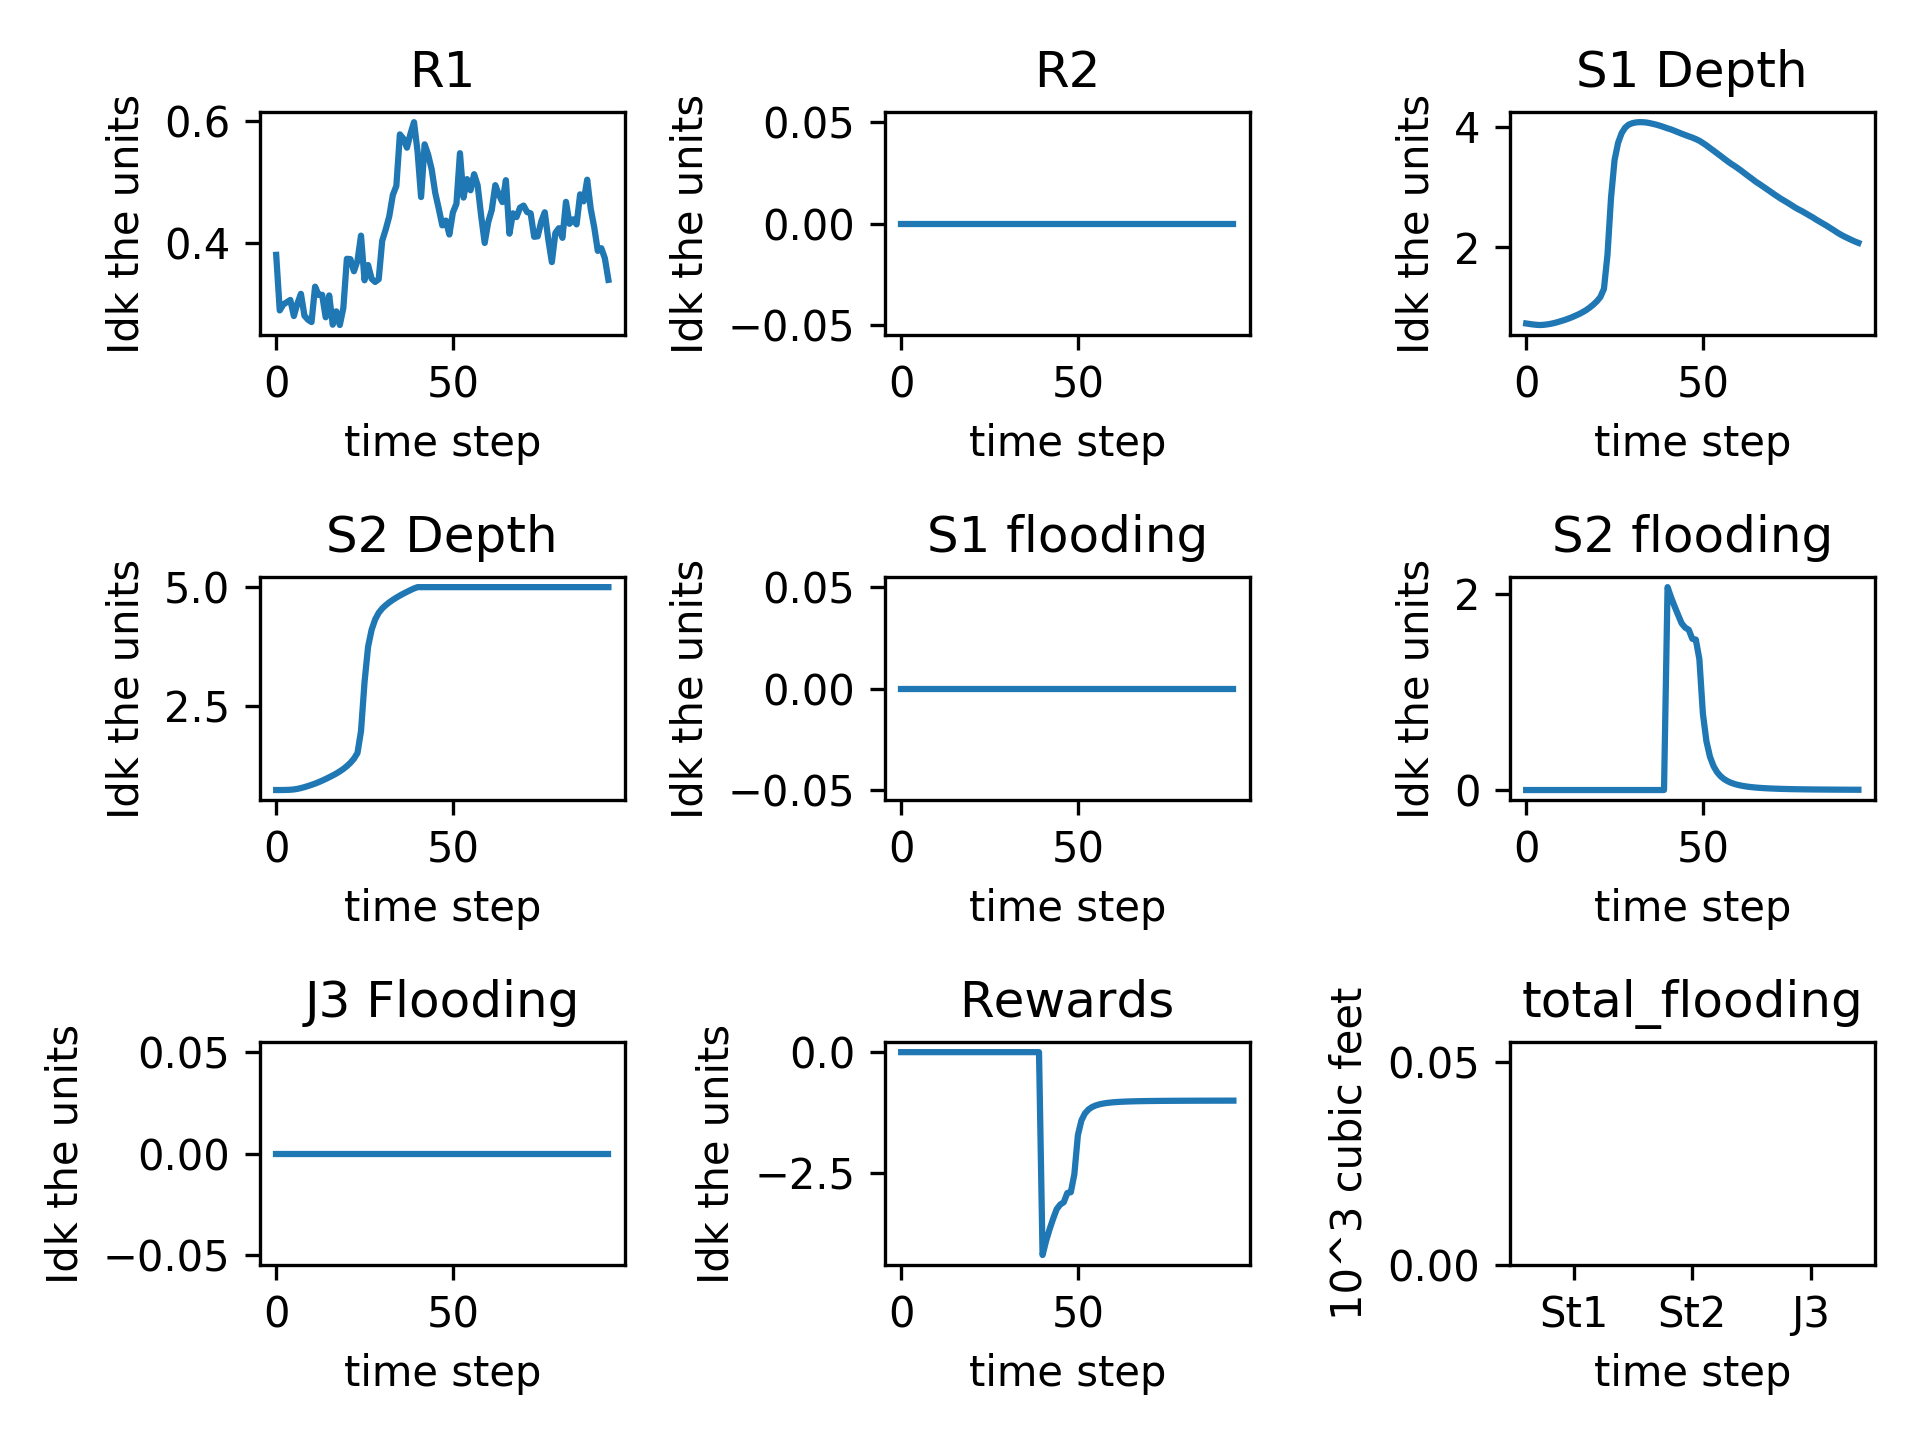 R1
Idk the units
0.6
0.4
0
50
time step
R2
Idk the units
0.05
0.00
−0.05
0
50
time step
S1 Depth
Idk the units
4
2
0
50
time step
S2 Depth
Idk the units
5.0
2.5
0
50
time step
S1 flooding
Idk the units
0.05
0.00
−0.05
0
50
time step
S2 flooding
Idk the units
2
0
0
50
time step
J3 Flooding
Idk the units
0.05
0.00
−0.05
0
50
time step
Rewards
Idk the units
0.0
−2.5
0
50
time step
total_flooding
10^3 cubic feet
0.05
0.00
St1
St2
J3
time step